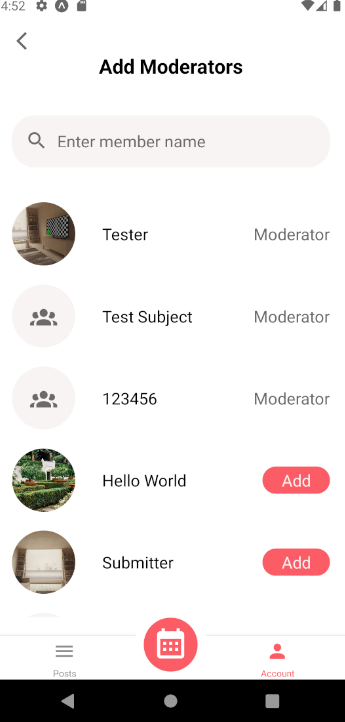 4:52
Add Moderators
Enter member name
Tester Moderator
Test Subject Moderator
123456 Moderator
Hello World Add
Submitter Add
Posts Account